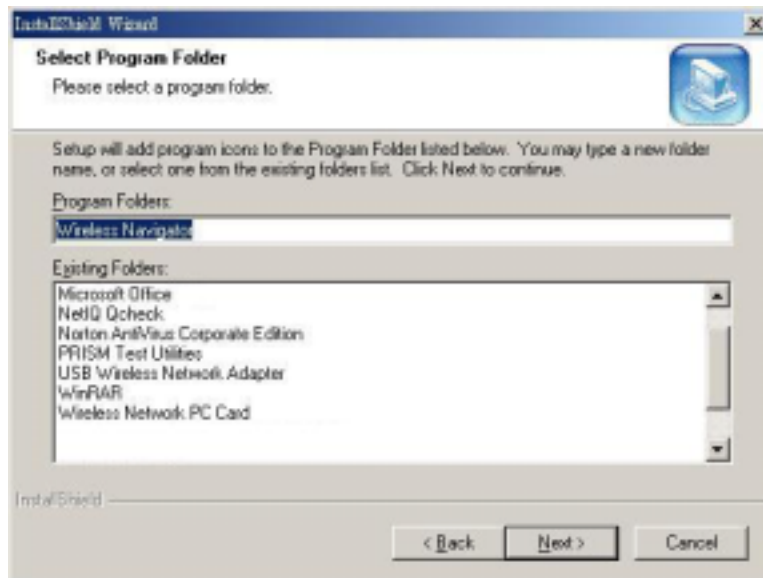 InstallShield Wizard
Select Program Folder
Please select a program folder.
Setup will add program icons to the Program Folder listed below. You may type a new folder
name, or select one from the existing folders list. Click Next to continue.
Program Folders:
Wireless Navigator
Existing Folders:
Microsoft Office
NetIQ Qcheck
Norton AntiVirus Corporate Edition
PRISM Test Utilities
USB Wireless Network Adapter
WinRAR
Wireless Network PC Card
InstallShield
< Back
Next >
Cancel